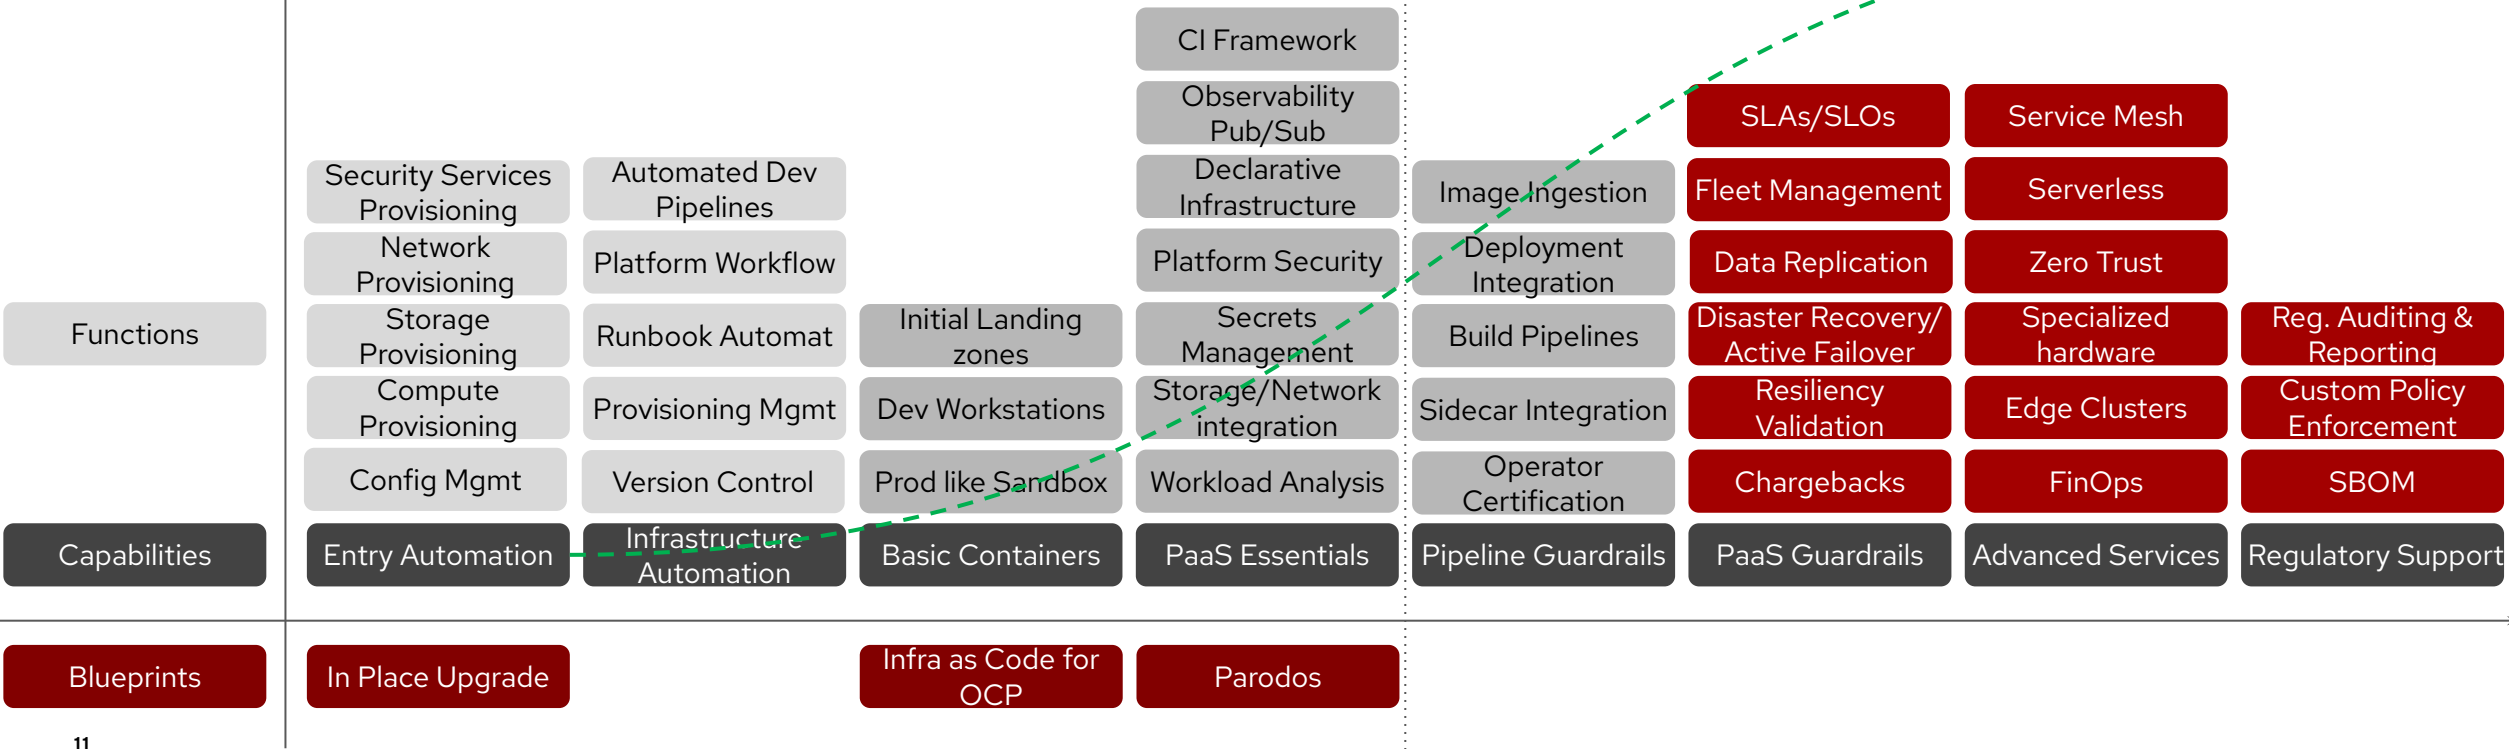 CI Framework
Observability
Pub/Sub
SLAs/SLOs
Service Mesh
Security Services
Provisioning
Automated Dev
Pipelines
Declarative
Infrastructure
Image Ingestion
Fleet Management
Serverless
Network
Provisioning
Platform Workflow
Platform Security
Deployment
Integration
Data Replication
Zero Trust
Functions
Storage
Provisioning
Runbook Automat
Initial Landing
zones
Secrets
Management
Build Pipelines
Disaster Recovery/
Active Failover
Specialized
hardware
Reg. Auditing &
Reporting
Compute
Provisioning
Provisioning Mgmt
Dev Workstations
Storage/Network
integration
Sidecar Integration
Resiliency
Validation
Edge Clusters
Custom Policy
Enforcement
Config Mgmt
Version Control
Prod like Sandbox
Workload Analysis
Operator
Certification
Chargebacks
FinOps
SBOM
Capabilities
Entry Automation
Infrastructure
Automation
Basic Containers
PaaS Essentials
Pipeline Guardrails
PaaS Guardrails
Advanced Services
Regulatory Support
Blueprints
In Place Upgrade
Infra as Code for
OCP
Parodos
11